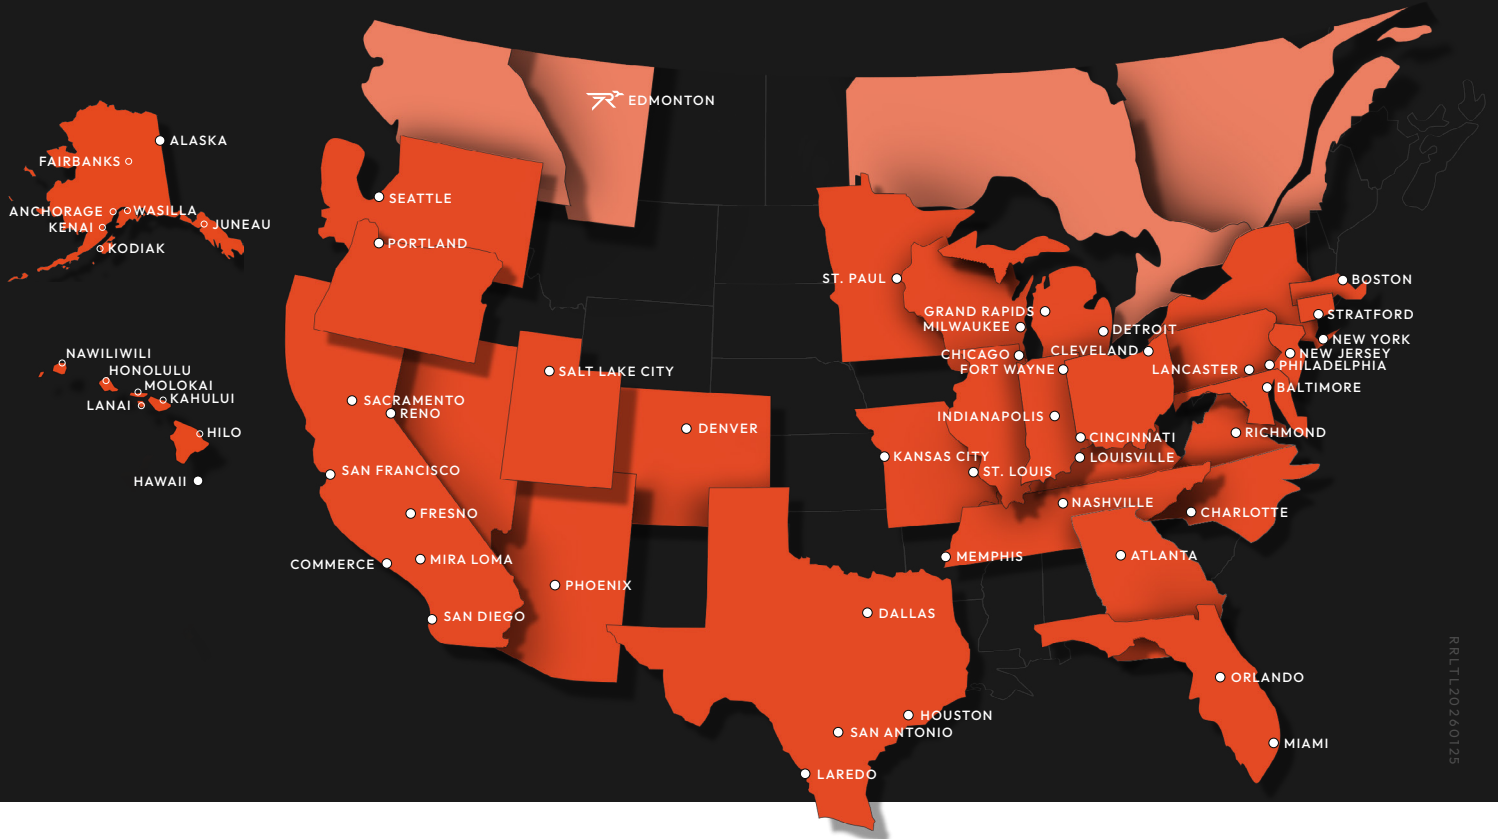 EDMONTON
ALASKA
FAIRBANKS
ANCHORAGE
WASILLA
KENAI
JUNEAU
KODIAK
NAWILIWILI
HONOLULU
MOLOKAI
LANAI
KAHULUI
HILO
HAWAII
SEATTLE
PORTLAND
SALT LAKE CITY
SACRAMENTO
RENO
DENVER
SAN FRANCISCO
FRESNO
COMMERCE
MIRA LOMA
PHOENIX
SAN DIEGO
DALLAS
HOUSTON
SAN ANTONIO
LAREDO
ST. PAUL
GRAND RAPIDS
MILWAUKEE
DETROIT
CHICAGO
CLEVELAND
FORT WAYNE
INDIANAPOLIS
CINCINNATI
KANSAS CITY
LOUISVILLE
ST. LOUIS
NASHVILLE
CHARLOTTE
MEMPHIS
ATLANTA
BOSTON
STRATFORD
NEW YORK
NEW JERSEY
PHILADELPHIA
LANCASTER
BALTIMORE
RICHMOND
ORLANDO
MIAMI
RRLTL20260125